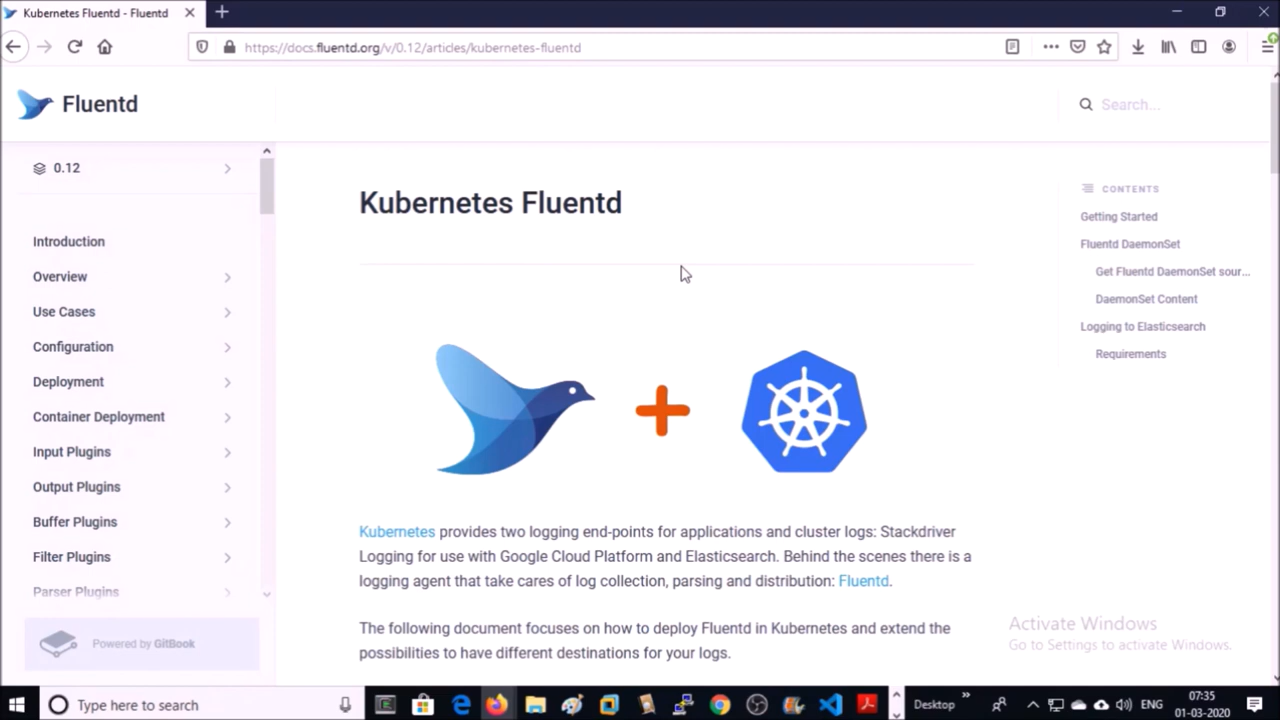 Kubernetes Fluentd - Fluentd
https://docs.fluentd.org/v/0.12/articles/kubernetes-fluentd
Fluentd
Search...
0.12
Introduction
Overview
Use Cases
Configuration
Deployment
Container Deployment
Input Plugins
Output Plugins
Buffer Plugins
Filter Plugins
Parser Plugins
Powered by GitBook
Kubernetes Fluentd
Kubernetes provides two logging end-points for applications and cluster logs: Stackdriver
Logging for use with Google Cloud Platform and Elasticsearch. Behind the scenes there is a
logging agent that take cares of log collection, parsing and distribution: Fluentd.
The following document focuses on how to deploy Fluentd in Kubernetes and extend the
possibilities to have different destinations for your logs.
CONTENTS
Getting Started
Fluentd DaemonSet
Get Fluentd DaemonSet sour...
DaemonSet Content
Logging to Elasticsearch
Requirements
Activate Windows
Go to Settings to activate Windows.
Type here to search
Desktop
ENG
07:35
01-03-2020